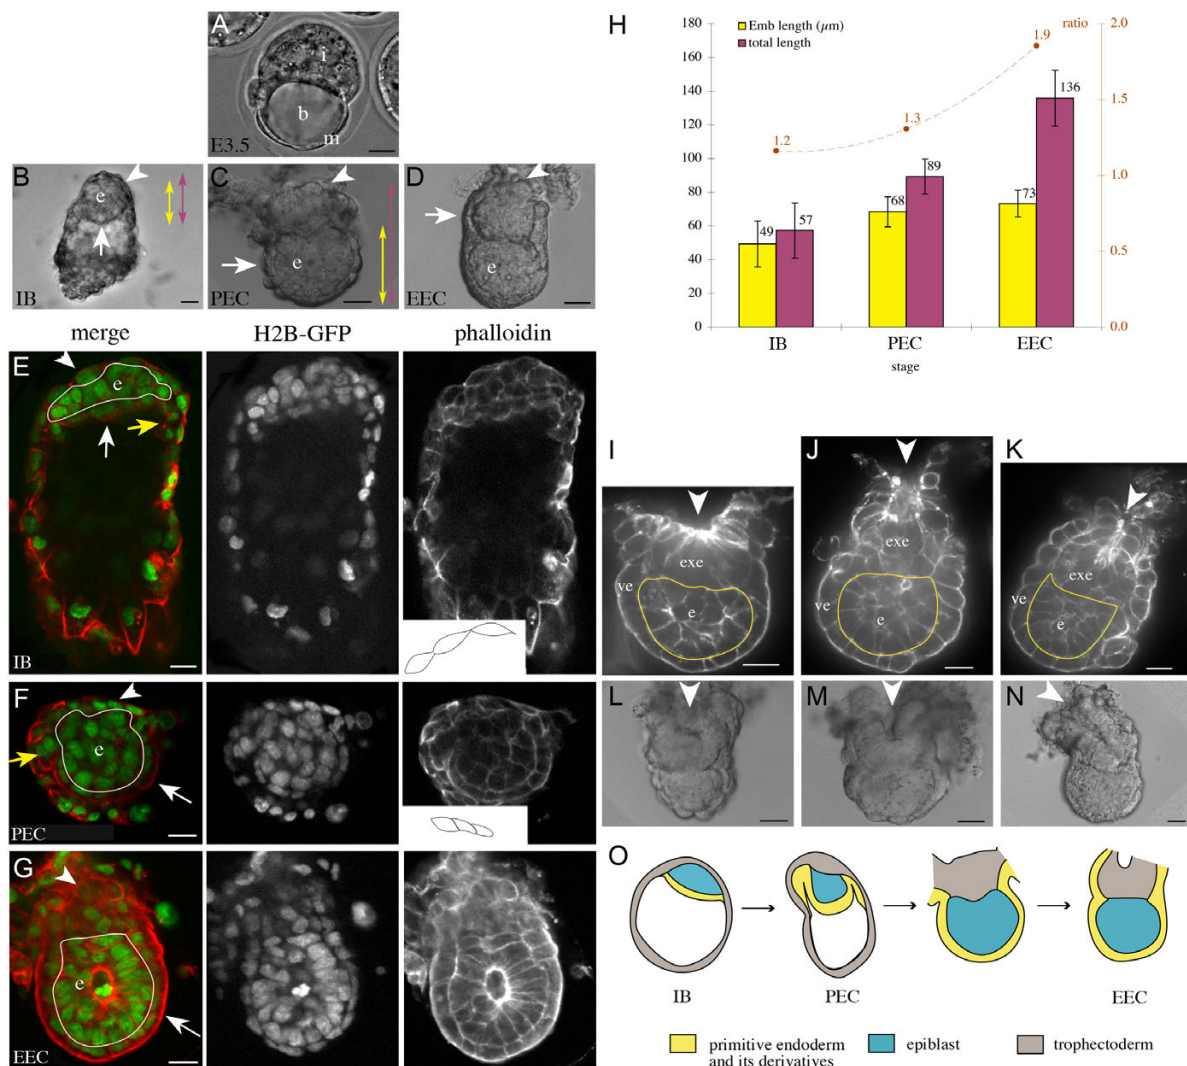 A
i
b
m
E3.5
B
e
IB
C
e
PEC
D
e
EEC
H
Emb length (µm)
total length
ratio
180
160
140
120
100
80
60
40
20
0
2.0
1.5
1.0
0.5
0.0
1.2
1.3
1.9
49
57
68
89
73
136
IB
PEC
EEC
stage
merge
H2B-GFP
phalloidin
E
e
IB
F
e
PEC
G
e
EEC
I
exe
ve
e
J
exe
ve
e
K
exe
ve
e
L
M
N
O
IB
PEC
EEC
primitive endoderm
and its derivatives
epiblast
trophectoderm